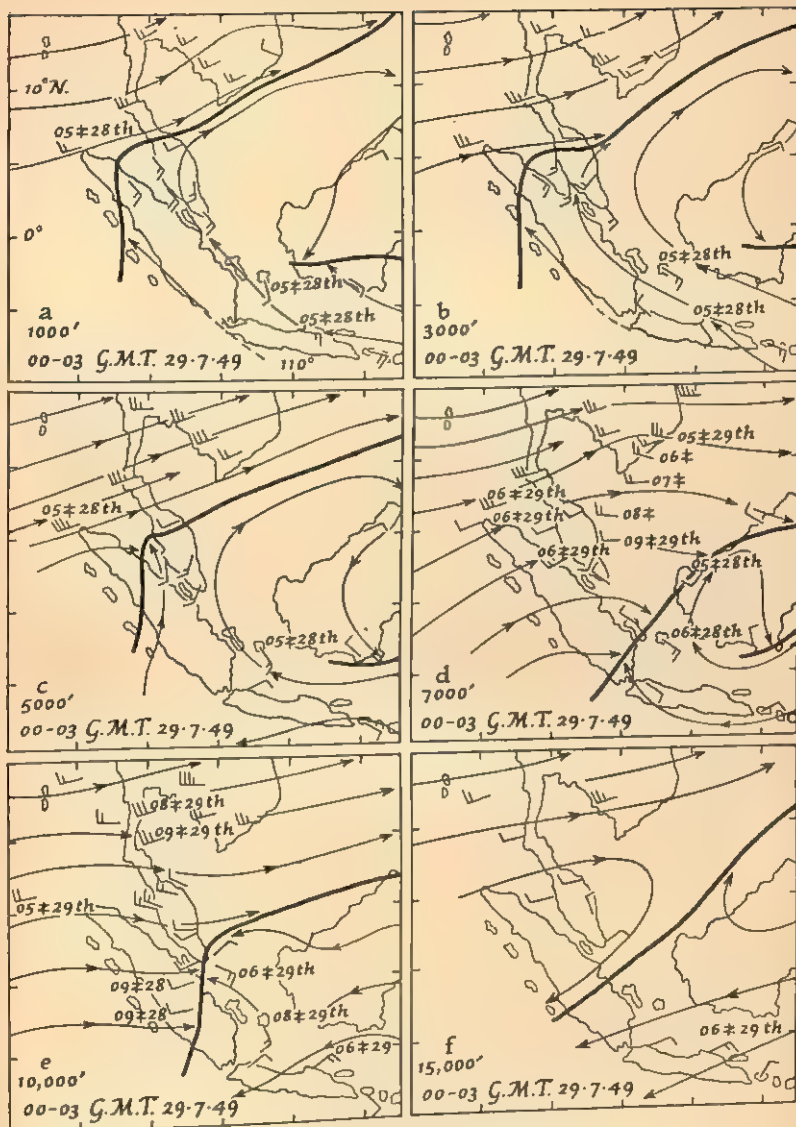 10°N.
05‡28th
0°
05‡28th
05‡28th
a
1000'
00-03 G.M.T. 29·7·49
110°
05‡28th
05‡28th
05‡28th
b
3000'
00-03 G.M.T. 29·7·49
05‡28th
05‡28th
c
5000'
00-03 G.M.T. 29·7·49
05‡29th
06‡
07‡
06‡29th
08‡
06‡29th
09‡29th
06‡29th
05‡28th
06‡28th
d
7000'
00-03 G.M.T. 29·7·49
08‡29th
09‡29th
05‡29th
06‡29th
09‡28
08‡29th
09‡28
06‡29
e
10,000'
00-03 G.M.T. 29·7·49
06‡29th
f
15,000'
00-03 G.M.T. 29·7·49